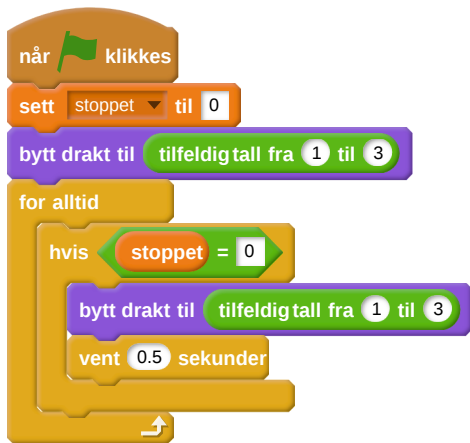 når klikkes
sett stoppet til 0
bytt drakt til tilfeldig tall fra 1 til 3
for alltid
hvis stoppet = 0
bytt drakt til tilfeldig tall fra 1 til 3
vent 0.5 sekunder